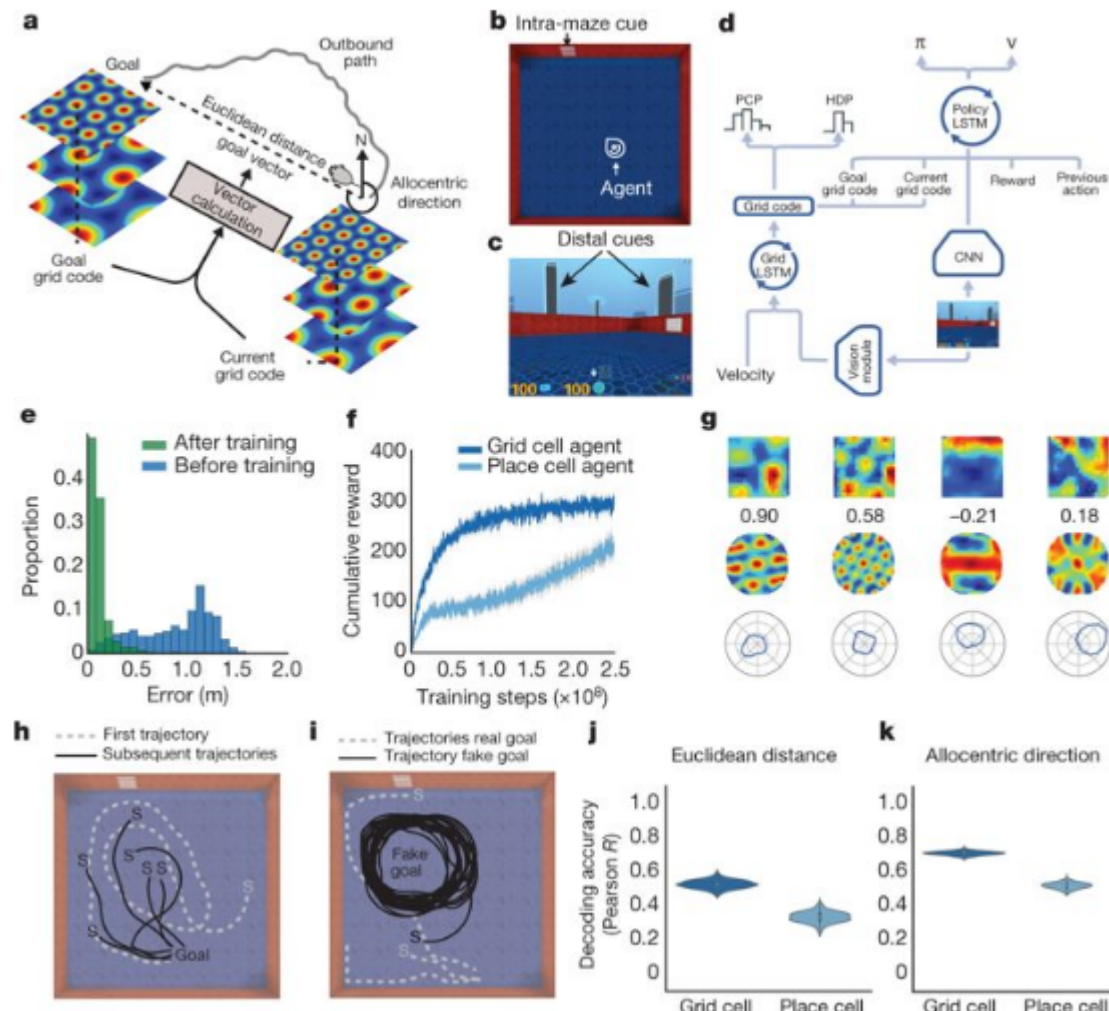 a
Goal
Outbound
path
Euclidean distance
goal vector
N
Allocentric
direction
Vector
calculation
Goal
grid code
Current
grid code
b
Intra-maze cue
Agent
c
Distal cues
100
100
d
π
v
PCP
HDP
Policy
LSTM
Goal
grid code
Current
grid code
Reward
Previous
action
Grid code
Grid
LSTM
CNN
Vision
module
Velocity
e
After training
Before training
Proportion
0.4
0.3
0.2
0.1
0
0
0.5
1.0
1.5
2.0
Error (m)
f
Grid cell agent
Place cell agent
Cumulative reward
400
300
200
100
0
0.5
1.0
1.5
2.0
2.5
Training steps (×10⁸)
g
0.90
0.58
−0.21
0.18
h
First trajectory
Subsequent trajectories
S
S
S S
S
S
S
Goal
i
Trajectories real goal
Trajectory fake goal
S
Fake
goal
S
S
j
Euclidean distance
Decoding accuracy
(Pearson R)
1.0
0.8
0.6
0.4
0.2
0
Grid cell
Place cell
k
Allocentric direction
1.0
0.8
0.6
0.4
0.2
0
Grid cell
Place cell